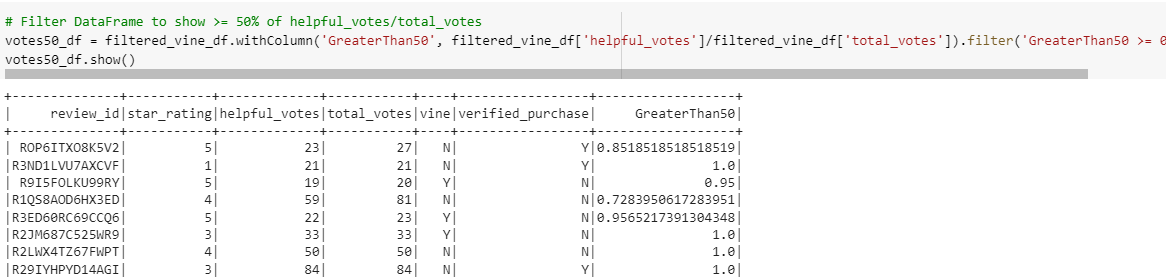 # Filter DataFrame to show >= 50% of helpful_votes/total_votes
votes50_df = filtered_vine_df.withColumn('GreaterThan50', filtered_vine_df['helpful_votes']/filtered_vine_df['total_votes']).filter('GreaterThan50 >= 0
votes50_df.show()
+--------------+-----------+-------------+-----------+----+-----------------+------------------+
|     review_id|star_rating|helpful_votes|total_votes|vine|verified_purchase|     GreaterThan50|
+--------------+-----------+-------------+-----------+----+-----------------+------------------+
| ROP6ITXO8K5V2|          5|           23|         27|   N|                Y|0.8518518518518519|
|R3ND1LVU7AXCVF|          1|           21|         21|   N|                Y|               1.0|
| R9I5FOLKU99RY|          5|           19|         20|   Y|                N|              0.95|
|R1QS8AOD6HX3ED|          4|           59|         81|   N|                N|0.7283950617283951|
|R3ED60RC69CCQ6|          5|           22|         23|   Y|                N|0.9565217391304348|
|R2JM687C525WR9|          3|           33|         33|   Y|                N|               1.0|
|R2LWX4TZ67FWPT|          4|           50|         50|   N|                N|               1.0|
|R29IYHPYD14AGI|          3|           84|         84|   N|                Y|               1.0|